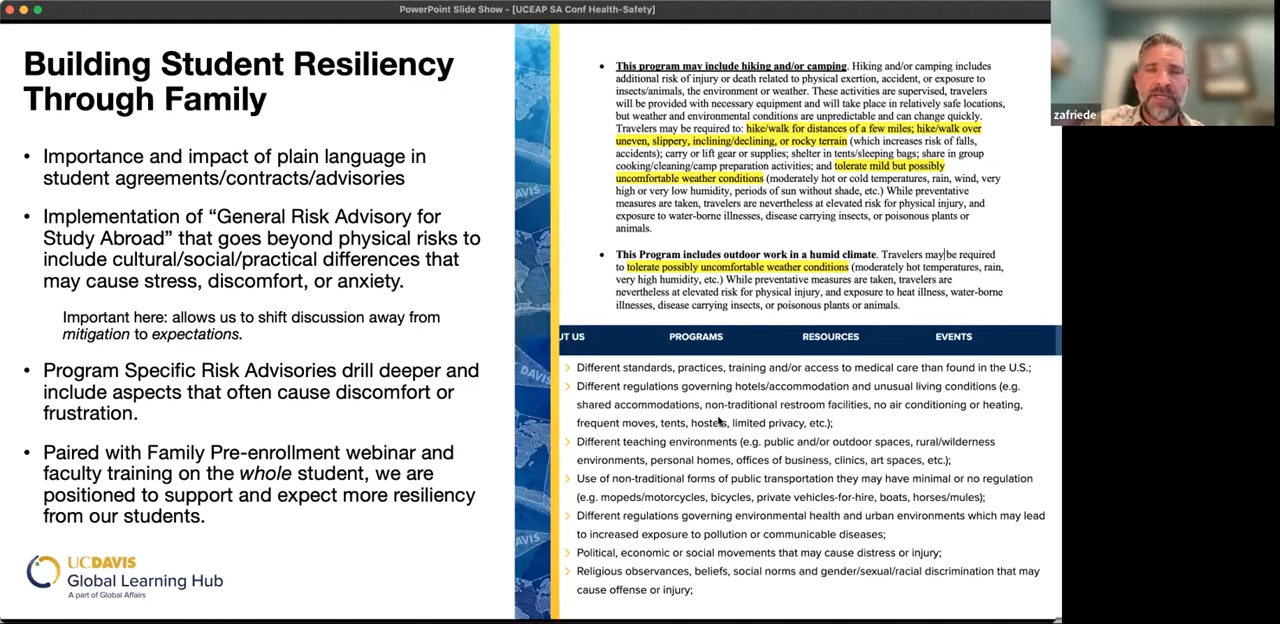 PowerPoint Slide Show - [UCEAP SA Conf Health-Safety]
Building Student Resiliency
Through Family
• Importance and impact of plain language in
student agreements/contracts/advisories
• Implementation of “General Risk Advisory for
Study Abroad” that goes beyond physical risks to
include cultural/social/practical differences that
may cause stress, discomfort, or anxiety.
Important here: allows us to shift discussion away from
mitigation to expectations.
• Program Specific Risk Advisories drill deeper and
include aspects that often cause discomfort or
frustration.
• Paired with Family Pre-enrollment webinar and
faculty training on the whole student, we are
positioned to support and expect more resiliency
from our students.
UCDAVIS
Global Learning Hub
A part of Global Affairs
DAVIS
AVIS
• This program may include hiking and/or camping. Hiking and/or camping includes
additional risk of injury or death related to physical exertion, accident, or exposure to
insects/animals, the environment or weather. These activities are supervised, travelers
will be provided with necessary equipment and will take place in relatively safe locations,
but weather and environmental conditions are unpredictable and can change quickly.
Travelers may be required to: hike/walk for distances of a few miles; hike/walk over
uneven, slippery, inclining/declining, or rocky terrain (which increases risk of falls,
accidents); carry or lift gear or supplies; shelter in tents/sleeping bags; share in group
cooking/cleaning/camp preparation activities; and tolerate mild but possibly
uncomfortable weather conditions (moderately hot or cold temperatures, rain, wind, very
high or very low humidity, periods of sun without shade, etc.) While preventative
measures are taken, travelers are nevertheless at elevated risk for physical injury, and
exposure to water-borne illnesses, disease carrying insects, or poisonous plants or
animals.
• This Program includes outdoor work in a humid climate. Travelers may be required
to tolerate possibly uncomfortable weather conditions (moderately hot temperatures, rain,
very high humidity, etc.) While preventative measures are taken, travelers are
nevertheless at elevated risk for physical injury, and exposure to heat illness, water-borne
illnesses, disease carrying insects, or poisonous plants or animals.
UT US PROGRAMS RESOURCES EVENTS
Different standards, practices, training and/or access to medical care than found in the U.S.;
Different regulations governing hotels/accommodation and unusual living conditions (e.g.
shared accommodations, non-traditional restroom facilities, no air conditioning or heating,
frequent moves, tents, hostels, limited privacy, etc.);
Different teaching environments (e.g. public and/or outdoor spaces, rural/wilderness
environments, personal homes, offices of business, clinics, art spaces, etc.);
Use of non-traditional forms of public transportation they may have minimal or no regulation
(e.g. mopeds/motorcycles, bicycles, private vehicles-for-hire, boats, horses/mules);
Different regulations governing environmental health and urban environments which may lead
to increased exposure to pollution or communicable diseases;
Political, economic or social movements that may cause distress or injury;
Religious observances, beliefs, social norms and gender/sexual/racial discrimination that may
cause offense or injury;
zafriede